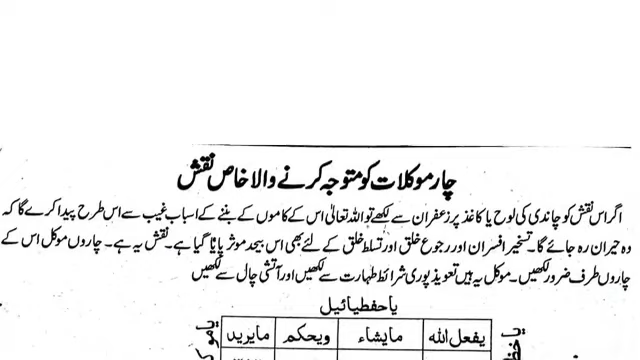 چار موکلات کو متوجہ کرنے والا خاص نقش
اگر اس نقش کو چاندی کی لوح یا کاغذ پر زعفران سے لکھے تو اللہ تعالیٰ اس کے کاموں کے بننے کے اسباب غیب سے اس طرح پیدا کرے گا کہ
وہ حیران رہ جائے گا۔ تسخیر افسران اور رجوع خلق اور تسلط خلق کے لئے بھی اس بیحد موثر پایا گیا ہے۔ نقش یہ ہے۔ چاروں موکل اس کے
چاروں طرف ضرور لکھیں۔ موکل یہ ہیں تعویذ پوری شرائط طہارت سے لکھیں اور آتشی چال سے لکھیں
یا حفطیائیل
یفعل اللہ مایشاء ویحکم مایرید